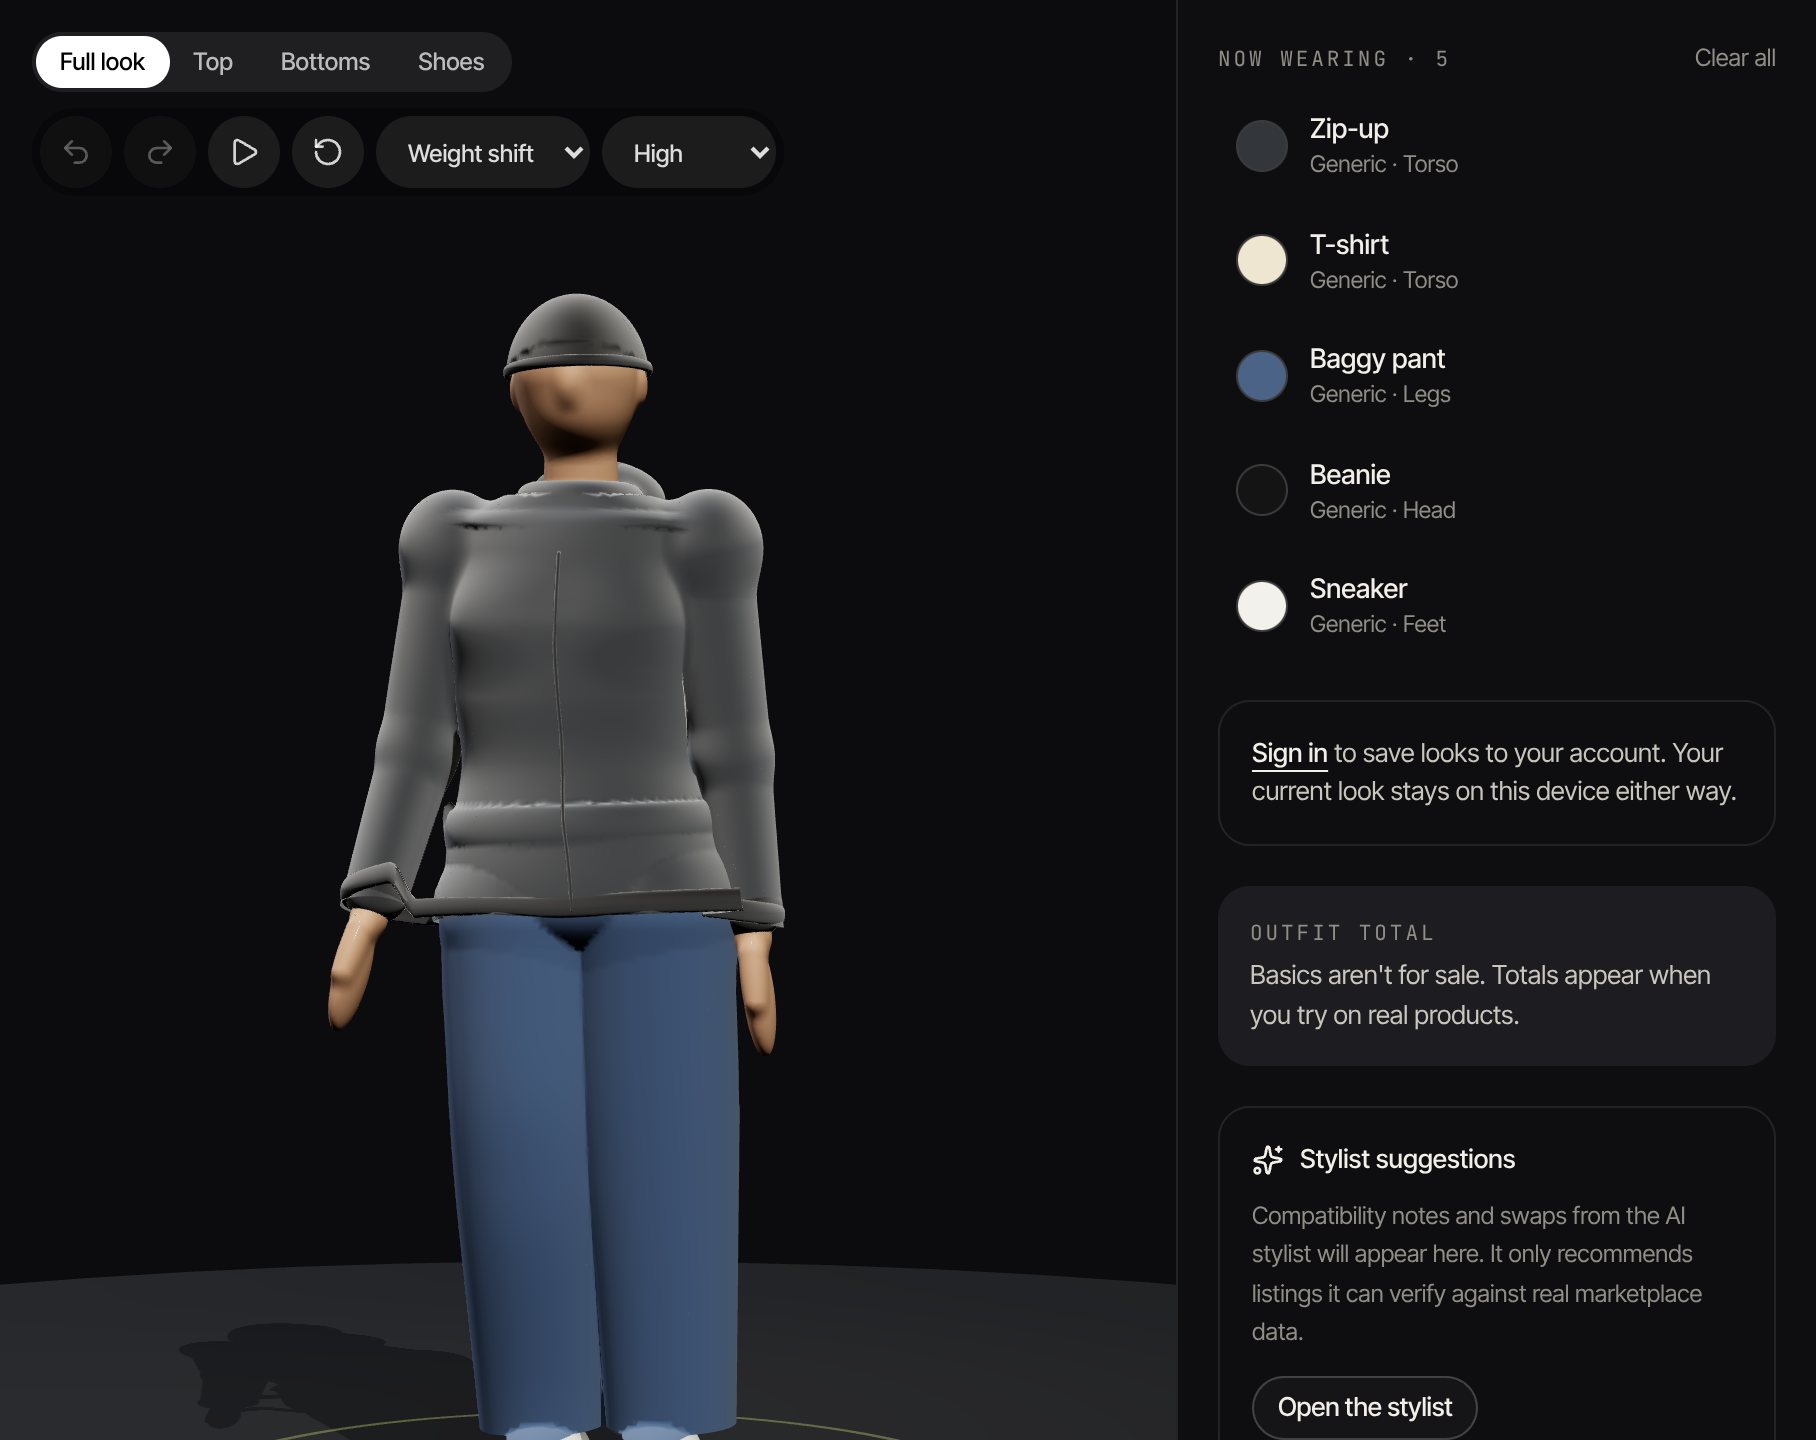 Full look Top Bottoms Shoes
Weight shift High
NOW WEARING · 5 Clear all
Zip-up
Generic · Torso
T-shirt
Generic · Torso
Baggy pant
Generic · Legs
Beanie
Generic · Head
Sneaker
Generic · Feet
Sign in to save looks to your account. Your
current look stays on this device either way.
OUTFIT TOTAL
Basics aren't for sale. Totals appear when
you try on real products.
Stylist suggestions
Compatibility notes and swaps from the AI
stylist will appear here. It only recommends
listings it can verify against real marketplace
data.
Open the stylist